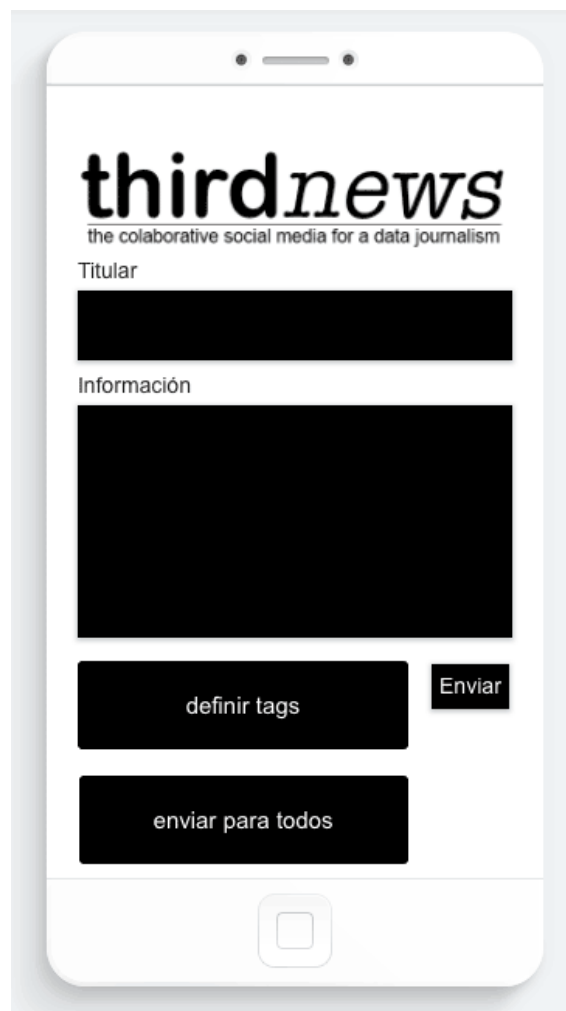 thirdnews
the colaborative social media for a data journalism
Titular
Información
definir tags
Enviar
enviar para todos